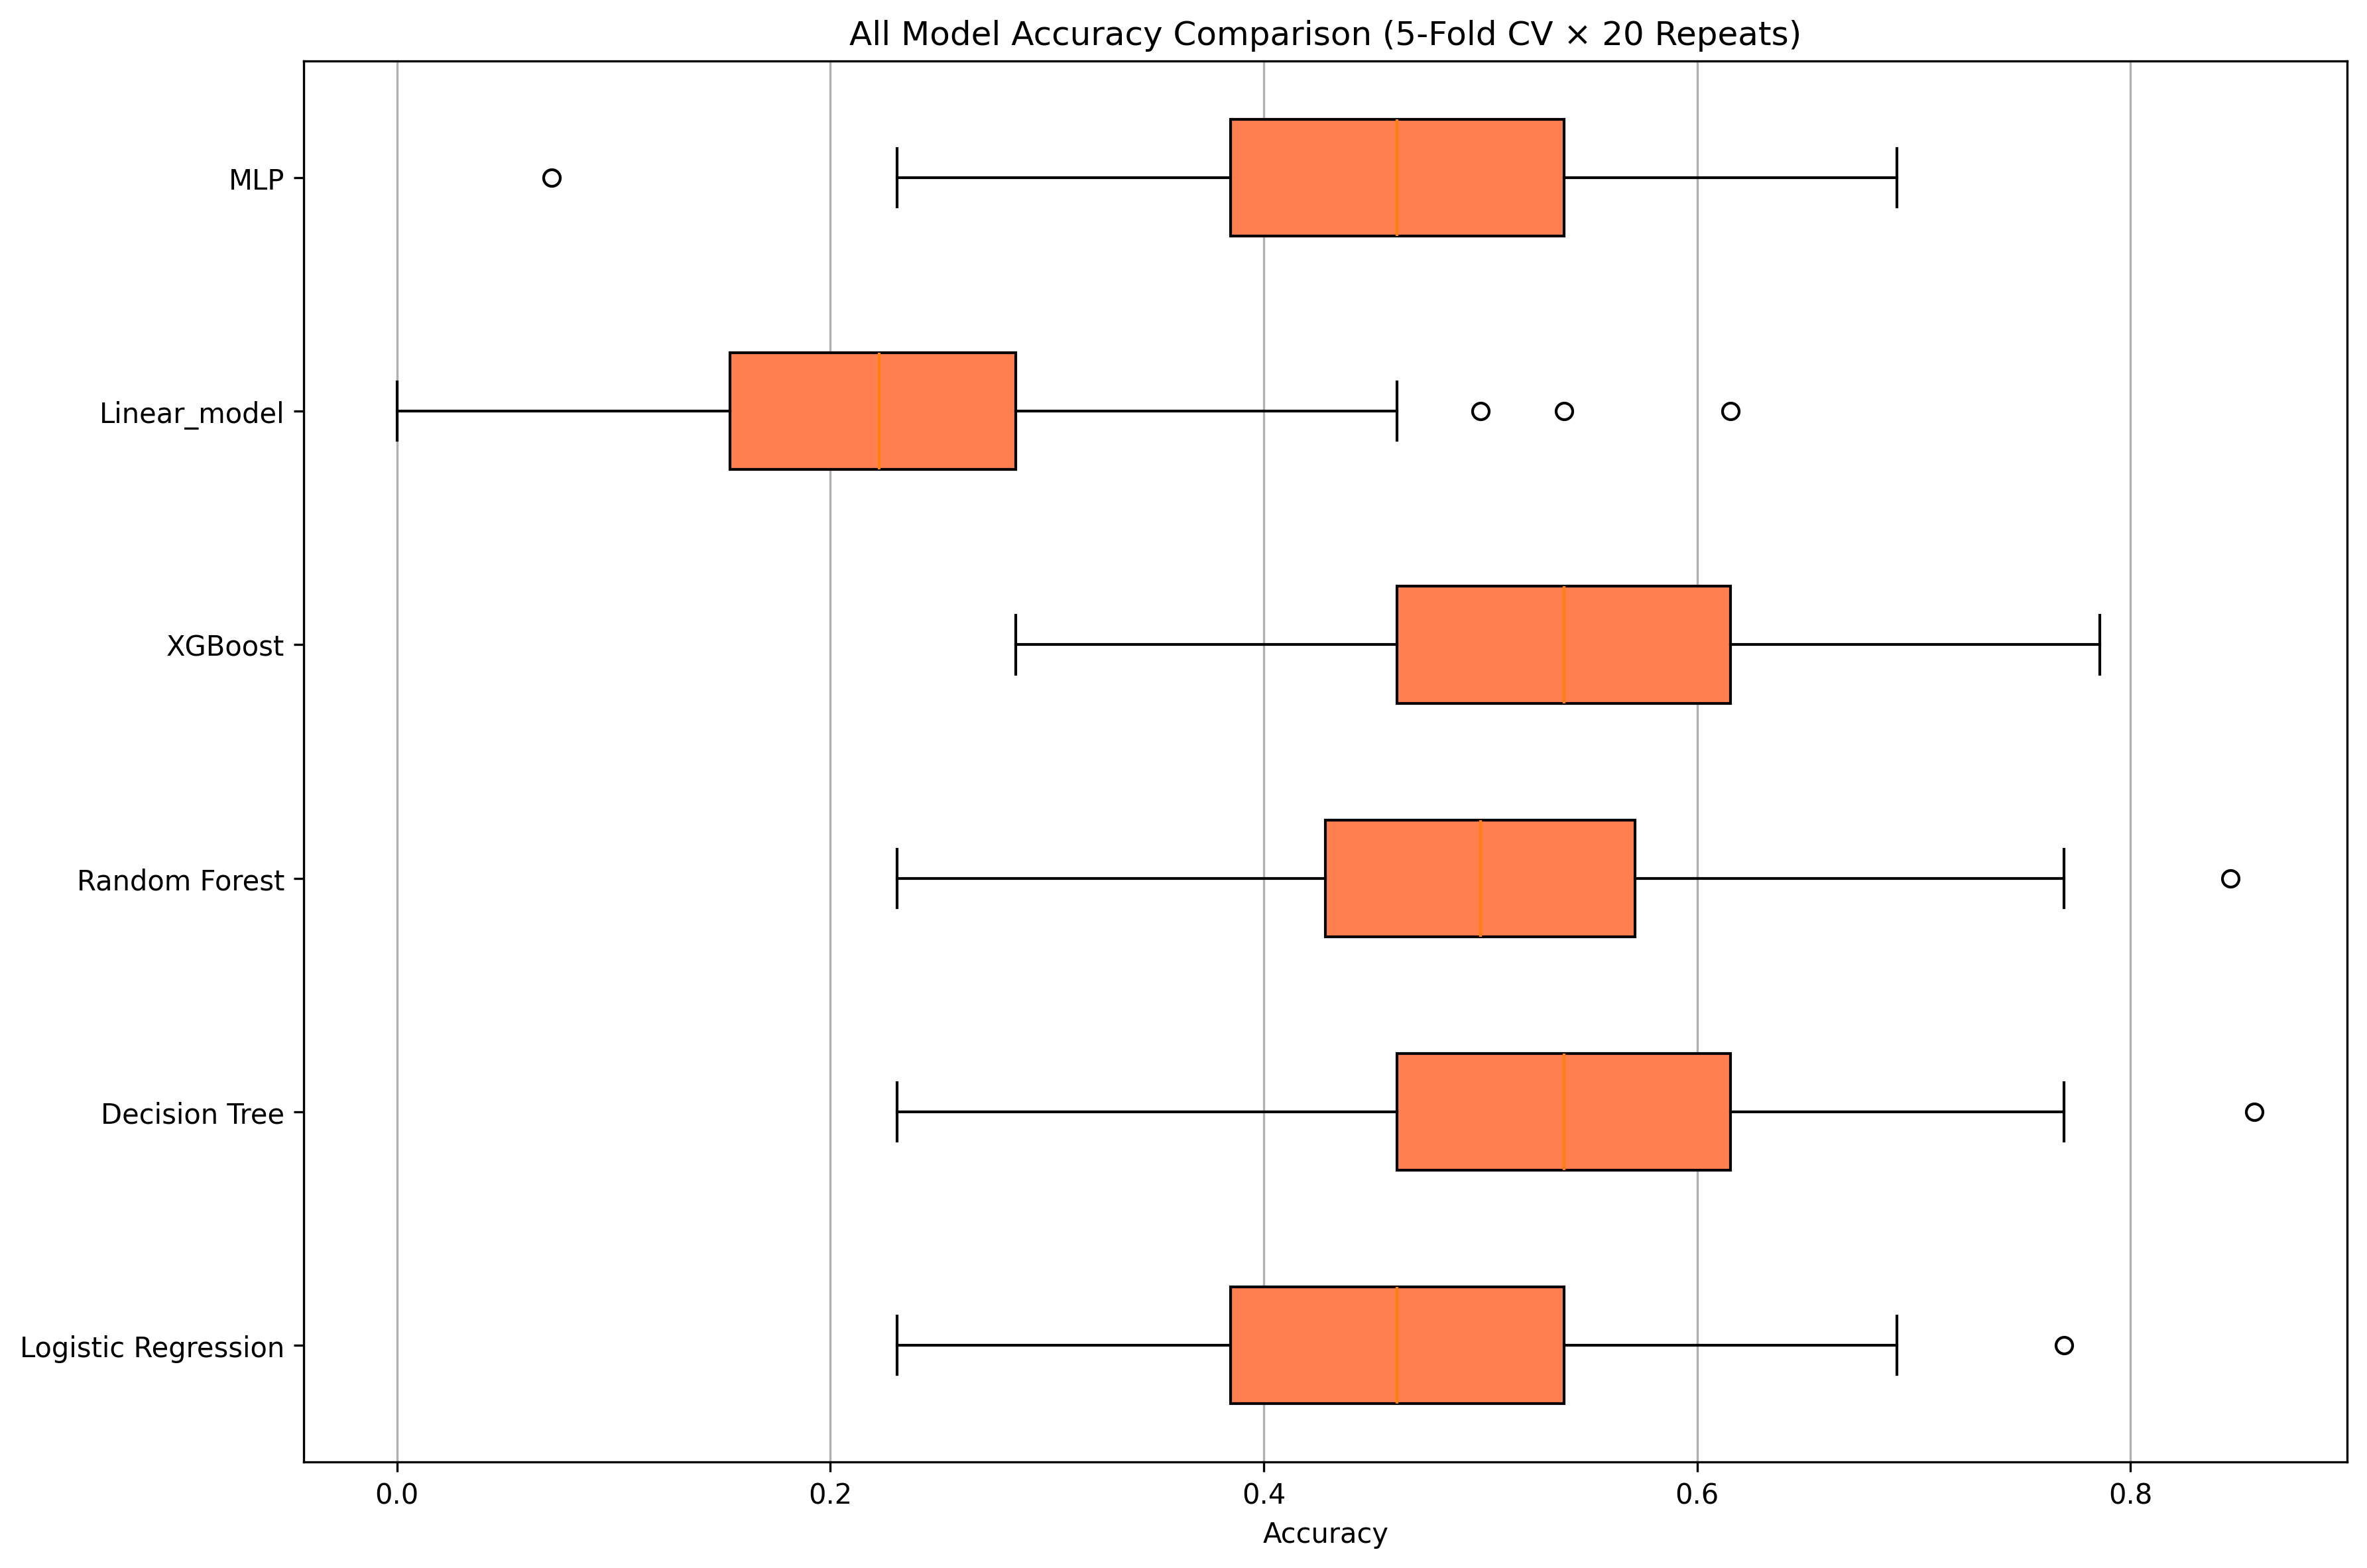 All Model Accuracy Comparison (5-Fold CV × 20 Repeats)
MLP
Linear_model
XGBoost
Random Forest
Decision Tree
Logistic Regression
0.0 0.2 0.4 0.6 0.8
Accuracy